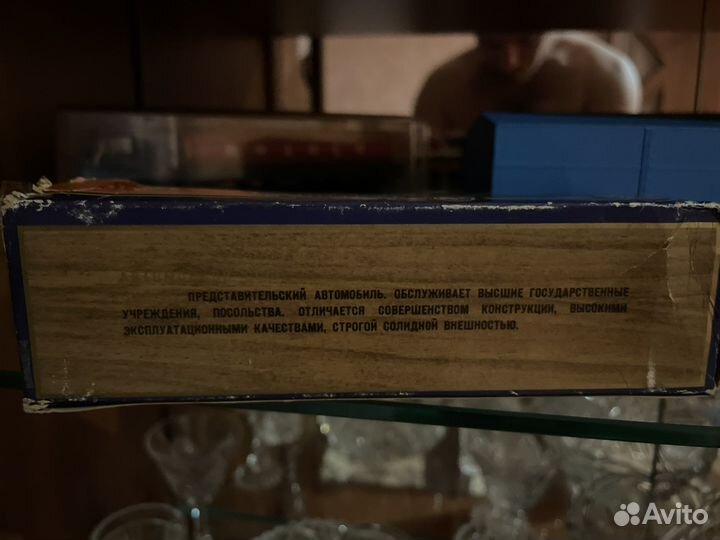 ПРЕДСТАВИТЕЛЬСКИЙ АВТОМОБИЛЬ. ОБСЛУЖИВАЕТ ВЫСШИЕ ГОСУДАРСТВЕННЫЕ
УЧРЕЖДЕНИЯ, ПОСОЛЬСТВА. ОТЛИЧАЕТСЯ СОВЕРШЕНСТВОМ КОНСТРУКЦИИ, ВЫСОКИМИ
ЭКСПЛУАТАЦИОННЫМИ КАЧЕСТВАМИ, СТРОГОЙ СОЛИДНОЙ ВНЕШНОСТЬЮ.
Avito